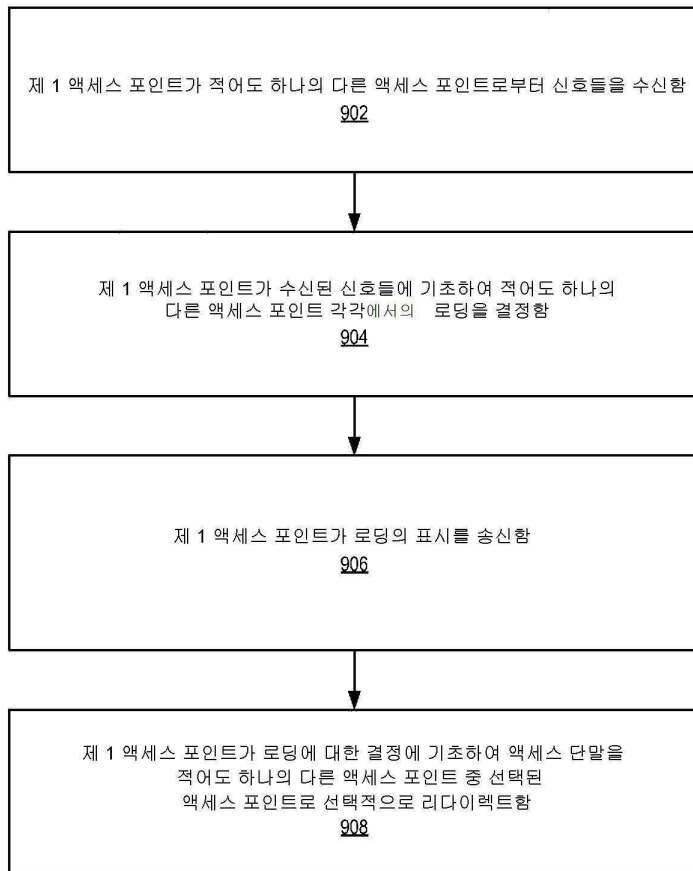 제 1 액세스 포인트가 적어도 하나의 다른 액세스 포인트로부터 신호들을 수신함
902
제 1 액세스 포인트가 수신된 신호들에 기초하여 적어도 하나의
다른 액세스 포인트 각각에서의 로딩을 결정함
904
제 1 액세스 포인트가 로딩의 표시를 송신함
906
제 1 액세스 포인트가 로딩에 대한 결정에 기초하여 액세스 단말을
적어도 하나의 다른 액세스 포인트 중 선택된
액세스 포인트로 선택적으로 리다이렉트함
908